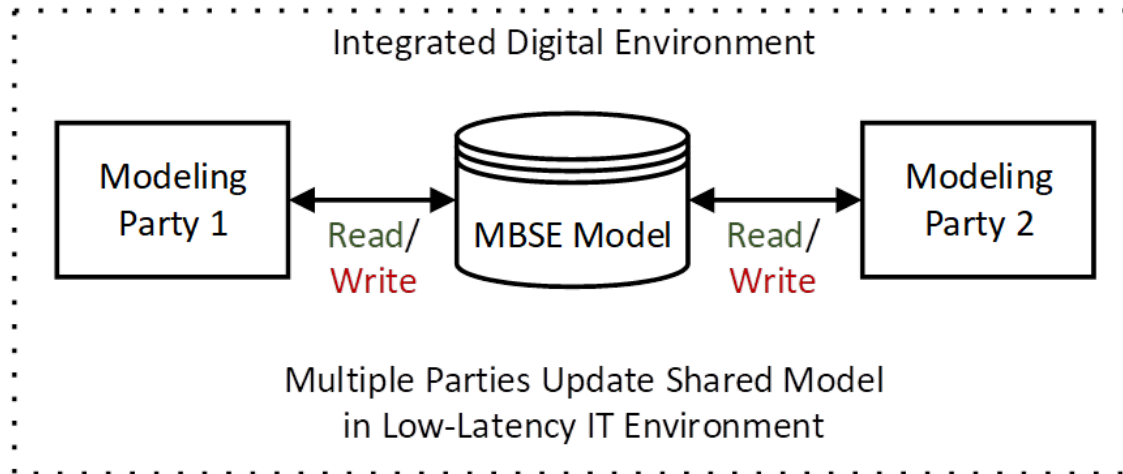 Integrated Digital Environment
Modeling
Party 1
Read/
Write
MBSE Model
Read/
Write
Modeling
Party 2
Multiple Parties Update Shared Model
in Low-Latency IT Environment